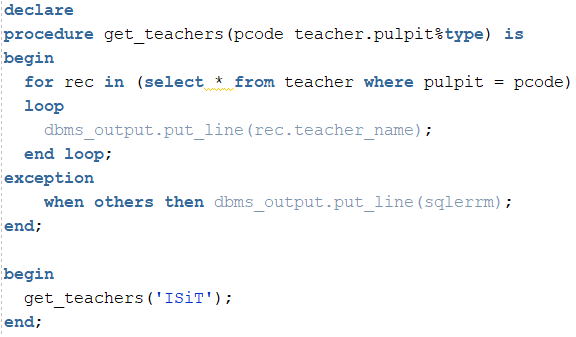 declare
procedure get_teachers(pcode teacher.pulpit%type) is
begin
  for rec in (select * from teacher where pulpit = pcode)
  loop
    dbms_output.put_line(rec.teacher_name);
  end loop;
exception
    when others then dbms_output.put_line(sqlerrm);
end;

begin
  get_teachers('ISiT');
end;